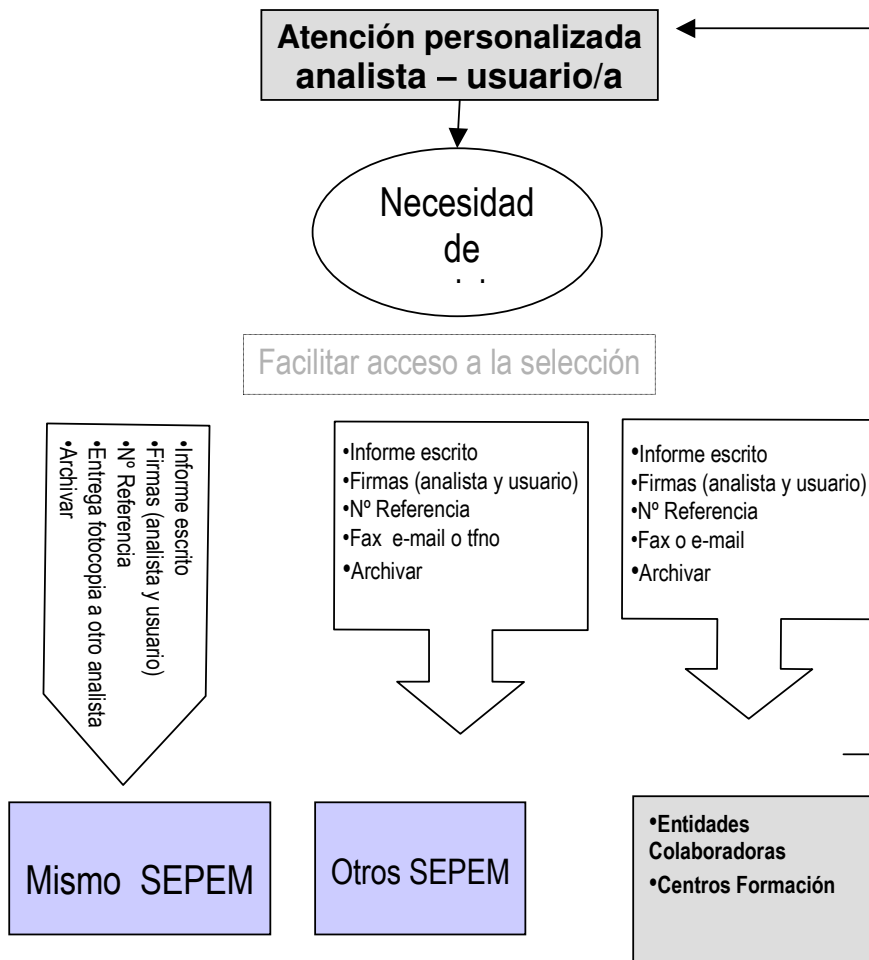 Atención personalizada
analista – usuario/a
Necesidad
de
Facilitar acceso a la selección
•Informe escrito
•Firmas (analista y usuario)
•Nº Referencia
•Entrega fotocopia a otro analista
•Archivar
•Informe escrito
•Firmas (analista y usuario)
•Nº Referencia
•Fax e-mail o tfno
•Archivar
•Informe escrito
•Firmas (analista y usuario)
•Nº Referencia
•Fax o e-mail
•Archivar
Mismo SEPEM
Otros SEPEM
•Entidades
Colaboradoras
•Centros Formación